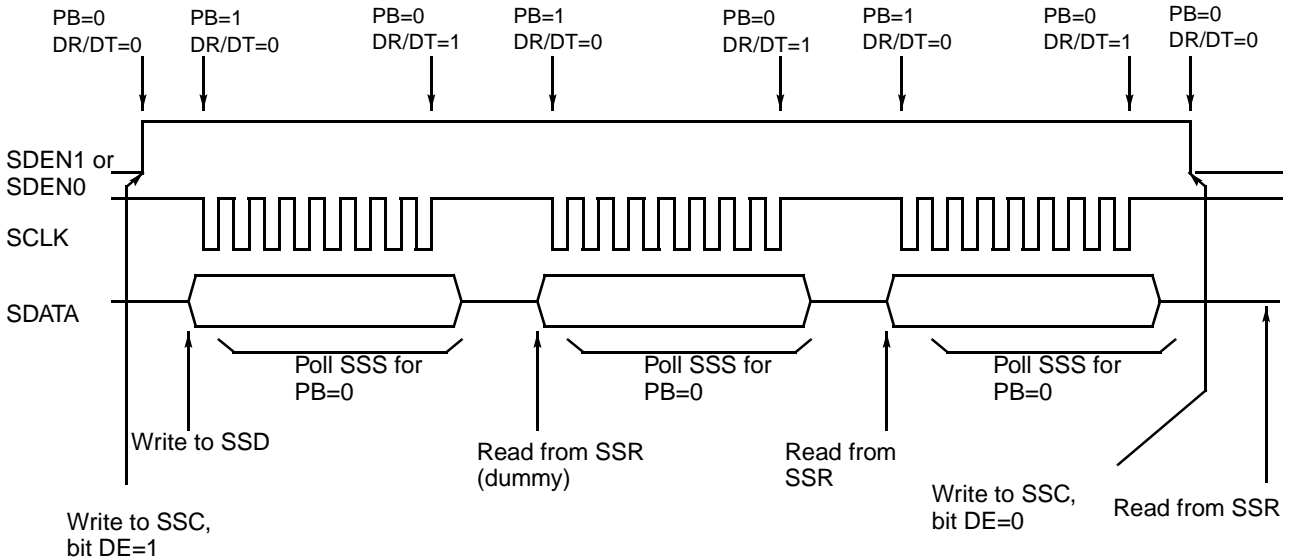 PB=0
DR/DT=0
PB=1
DR/DT=0
PB=0
DR/DT=1
PB=1
DR/DT=0
PB=0
DR/DT=1
PB=1
DR/DT=0
PB=0
DR/DT=1
PB=0
DR/DT=0
SDEN1 or
SDEN0
SCLK
SDATA
Poll SSS for
PB=0
Poll SSS for
PB=0
Poll SSS for
PB=0
Write to SSD
Read from SSR
(dummy)
Read from
SSR
Write to SSC,
bit DE=0
Read from SSR
Write to SSC,
bit DE=1